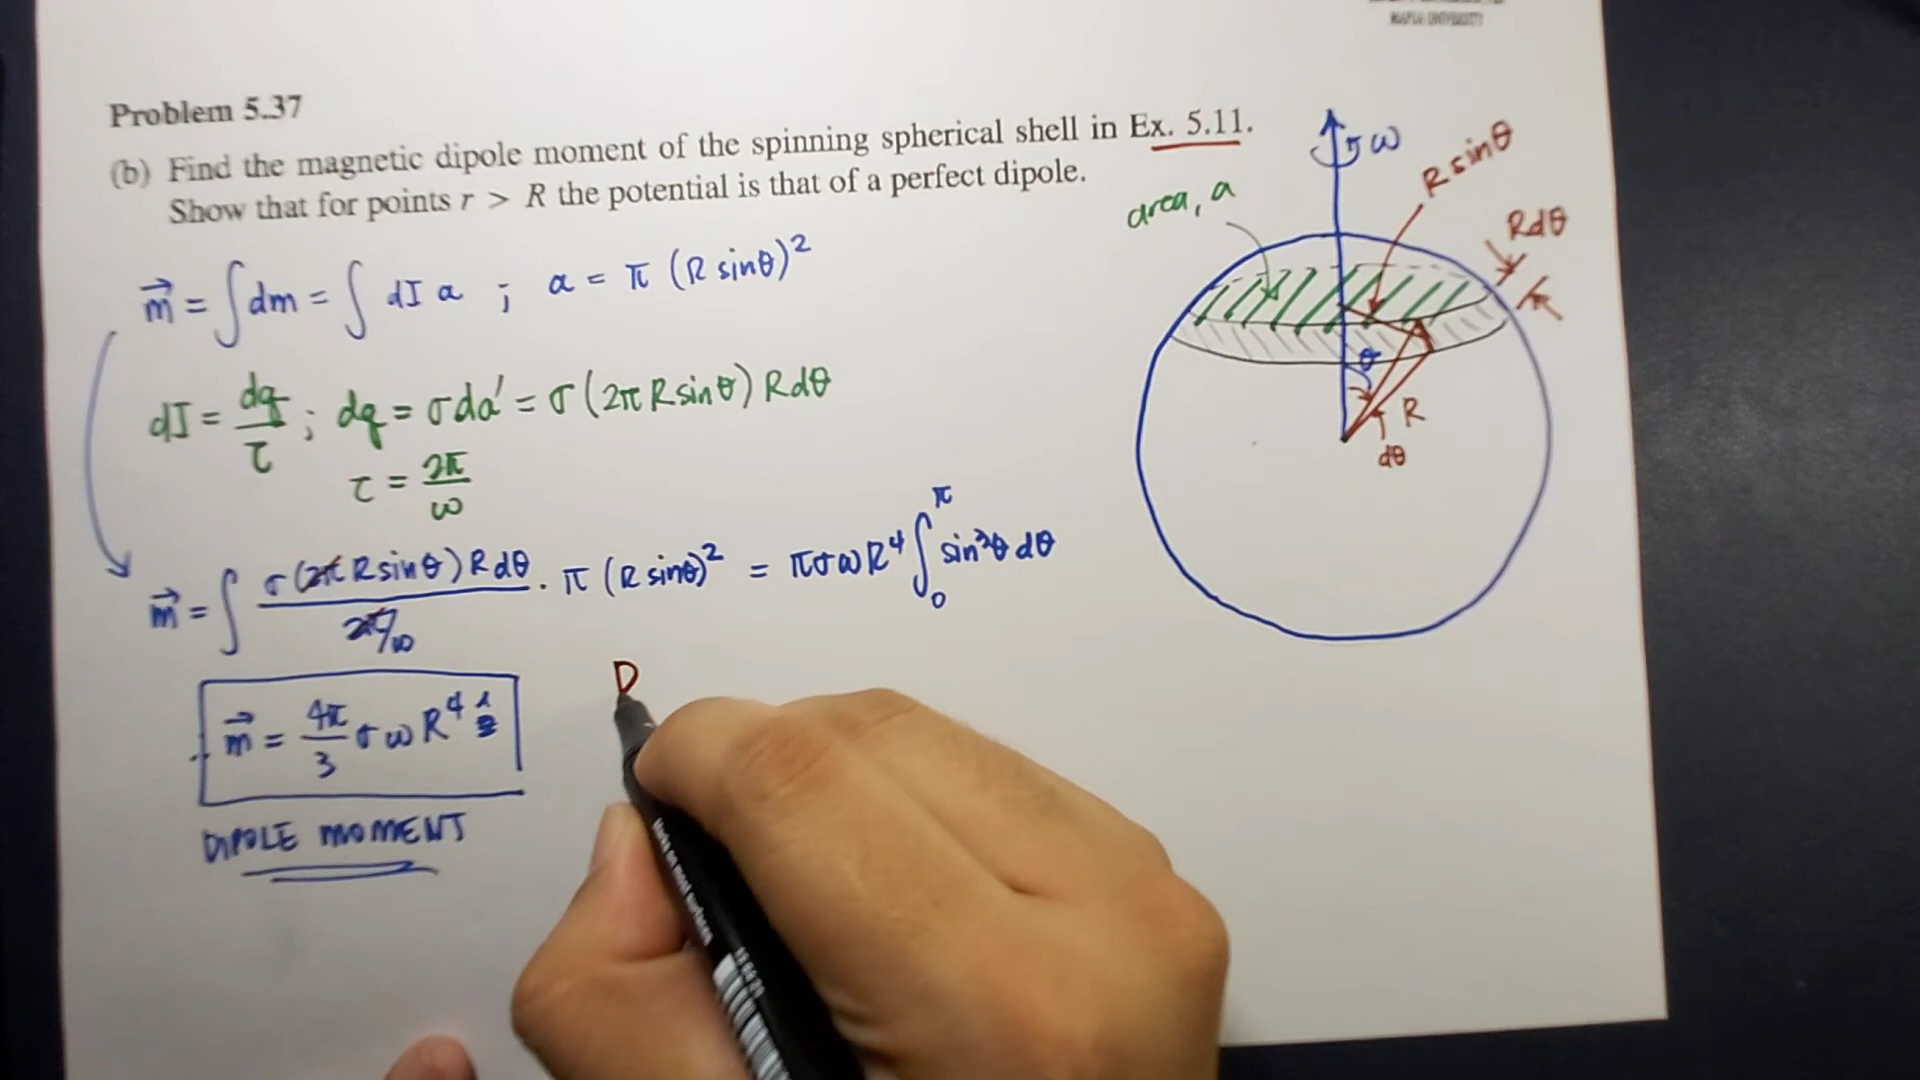 MAPUA UNIVERSITY
Problem 5.37
(b) Find the magnetic dipole moment of the spinning spherical shell in Ex. 5.11.
Show that for points r > R the potential is that of a perfect dipole.
m⃗ = ∫dm = ∫ dI a ; a = π (R sinθ)²
dI = dq/τ ; dq = σda' = σ(2πR sinθ) Rdθ
τ = 2π/ω
m⃗ = ∫ σ(2πR sinθ) R dθ / 2π/ω · π (R sinθ)² = πσωR⁴ ∫₀^π sin³θ dθ
m⃗ = 4π/3 σωR⁴ ẑ
DIPOLE MOMENT
D
ω
area, a
R sinθ
Rdθ
θ
R
dθ